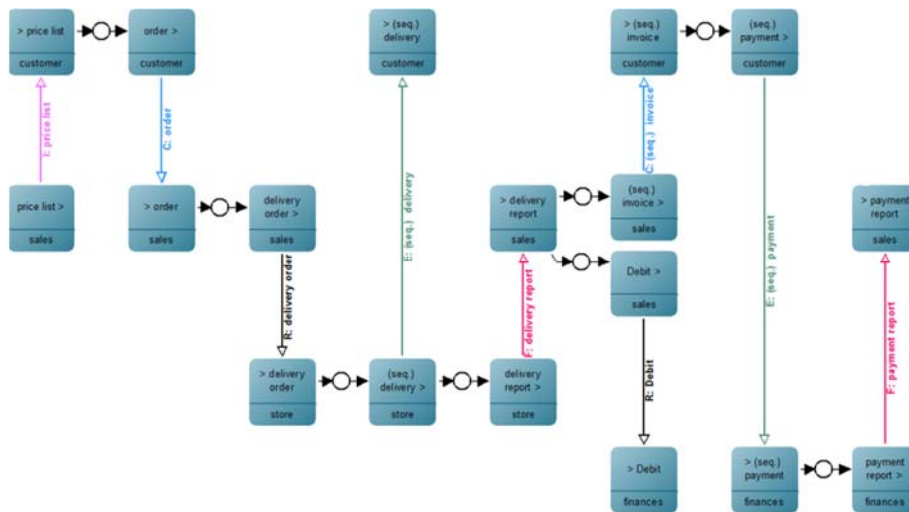 > price list
customer
order >
customer
> (seq.)
delivery
customer
> (seq.)
invoice
customer
(seq.)
payment >
customer
I: price list
C: order
E: (seq.) delivery
C: (seq.) invoice
E: (seq.) payment
price list >
sales
> order
sales
delivery
order >
sales
> delivery
report
sales
(seq.)
invoice >
sales
> payment
report
sales
Debit >
sales
R: delivery order
F: delivery report
R: Debit
F: payment report
> delivery
order
store
(seq.)
delivery >
store
delivery
report >
store
> Debit
finances
> (seq.)
payment
finances
payment
report >
finances